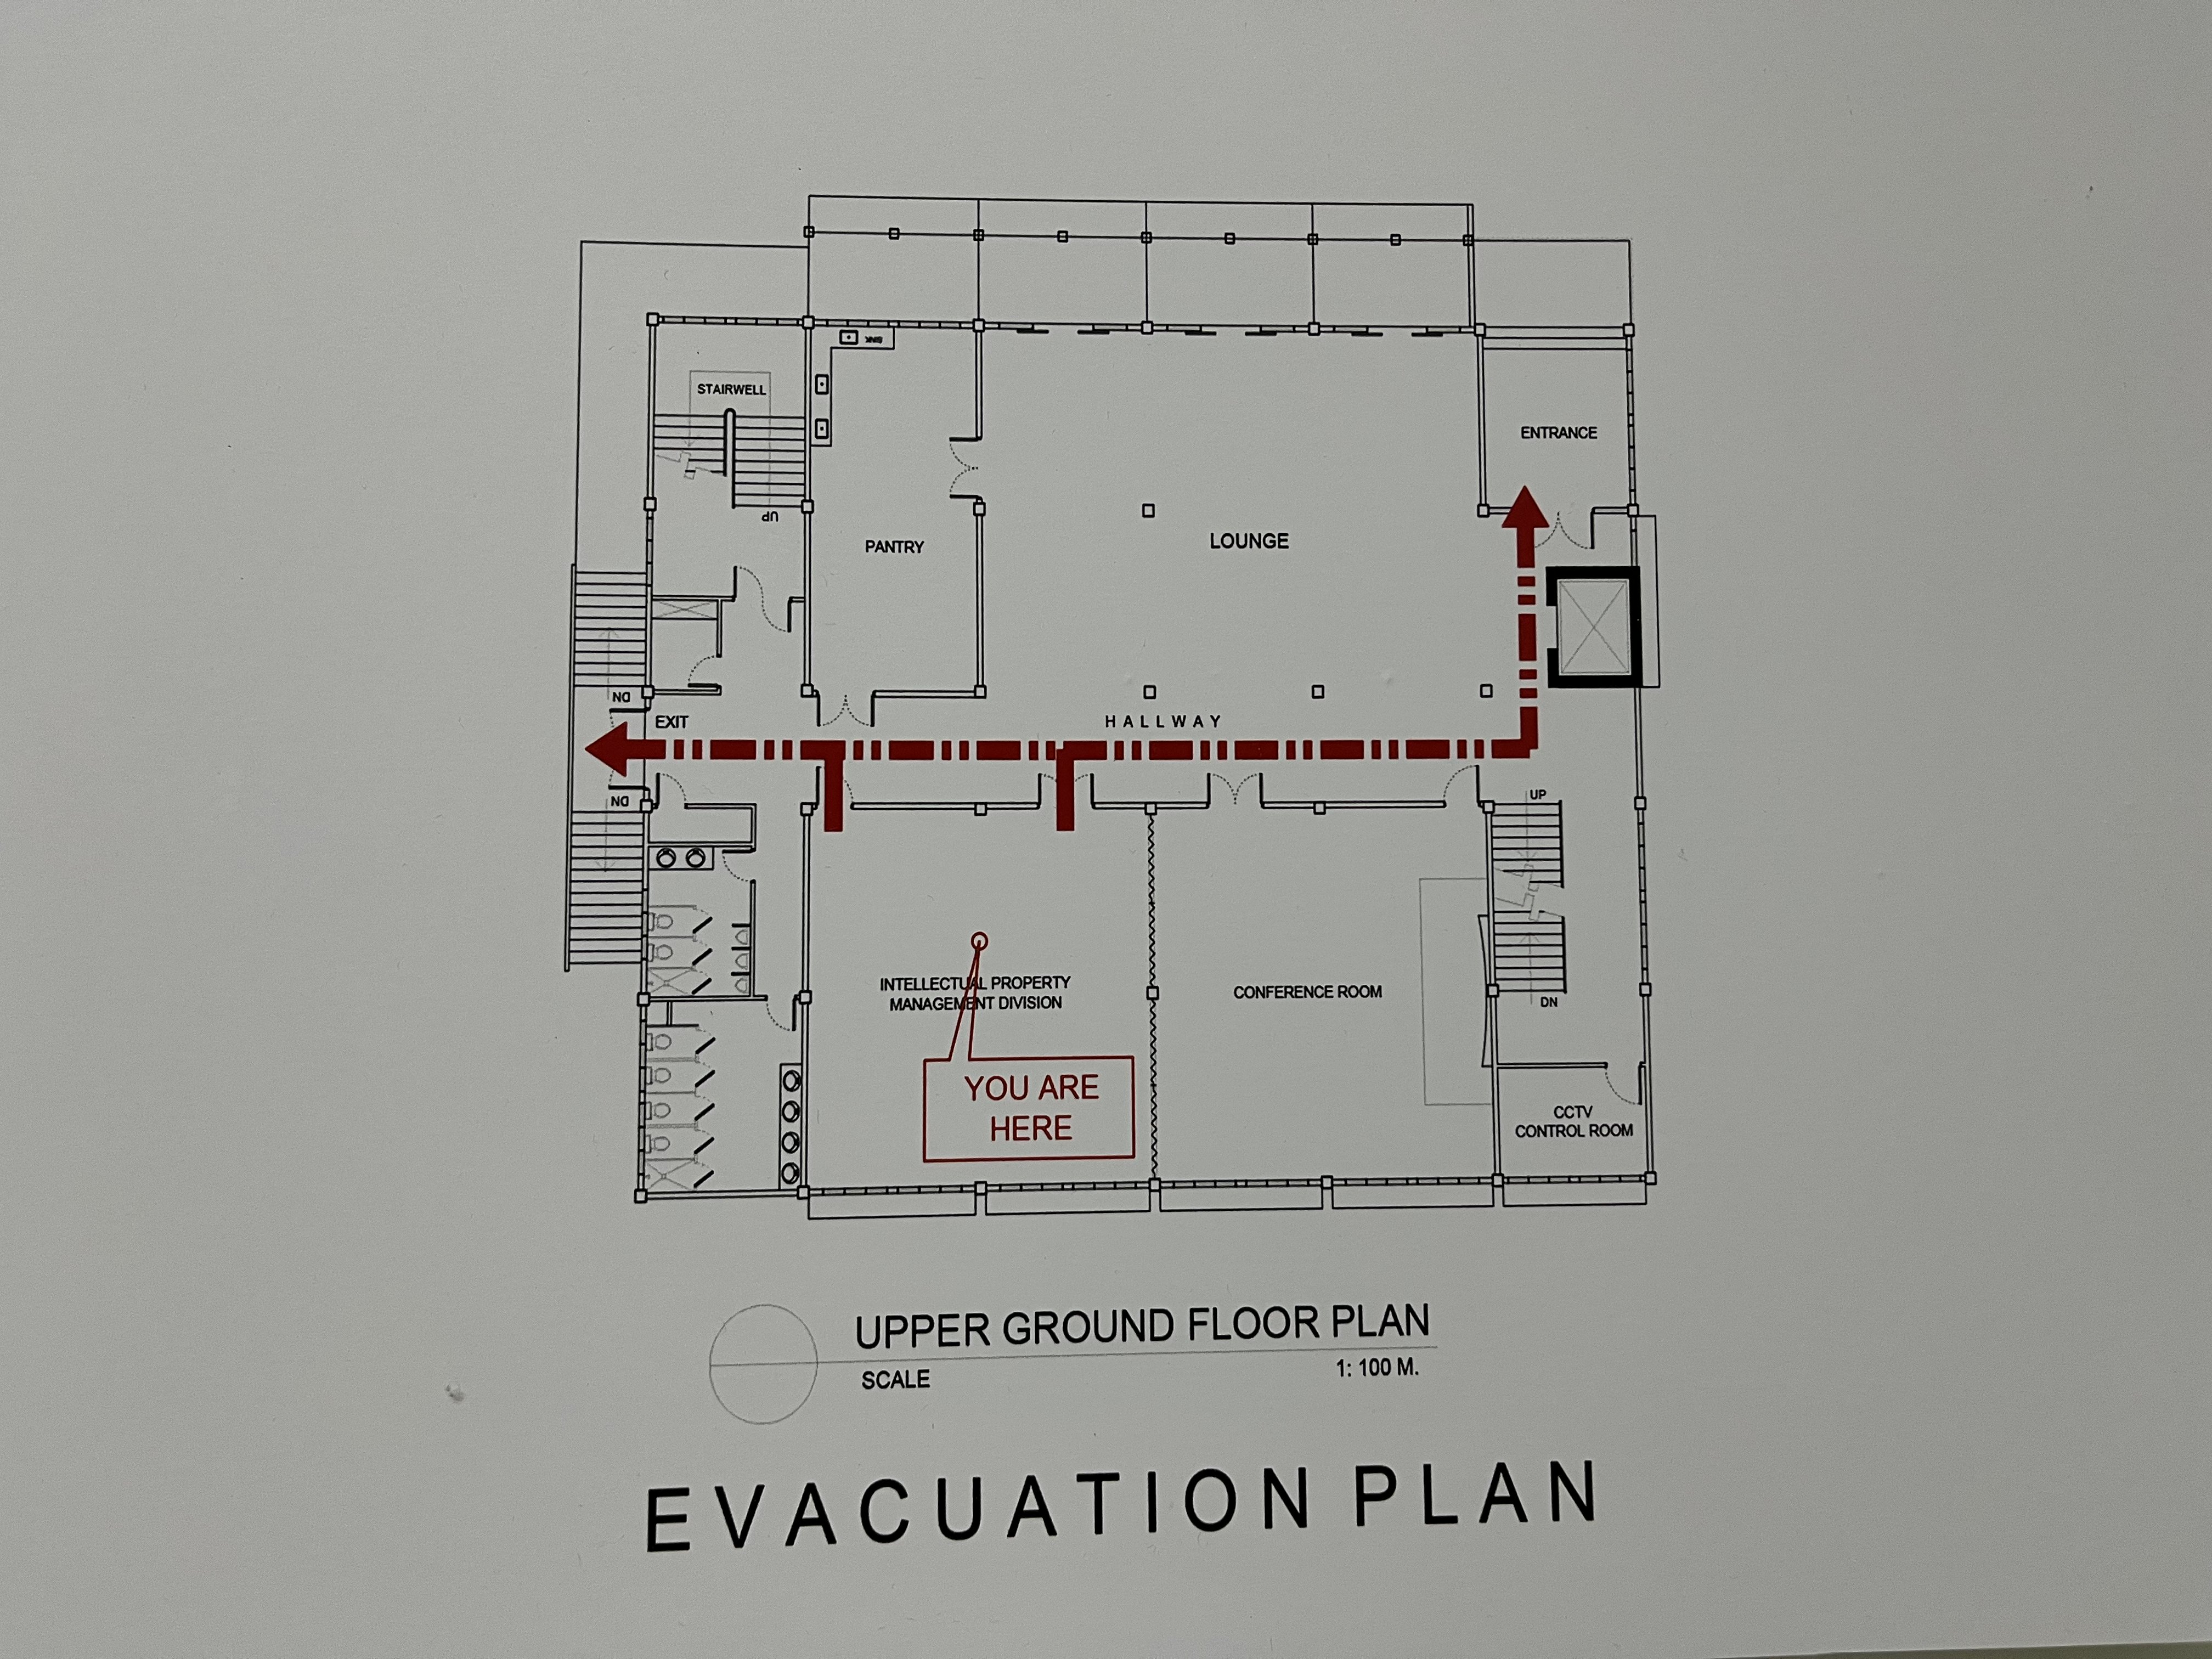 SINK
STAIRWELL
ENTRANCE
UP
PANTRY
LOUNGE
DN
EXIT
HALLWAY
DN
UP
INTELLECTUAL PROPERTY
MANAGEMENT DIVISION
CONFERENCE ROOM
DN
YOU ARE
HERE
CCTV
CONTROL ROOM
UPPER GROUND FLOOR PLAN
SCALE 1: 100 M.
EVACUATION PLAN